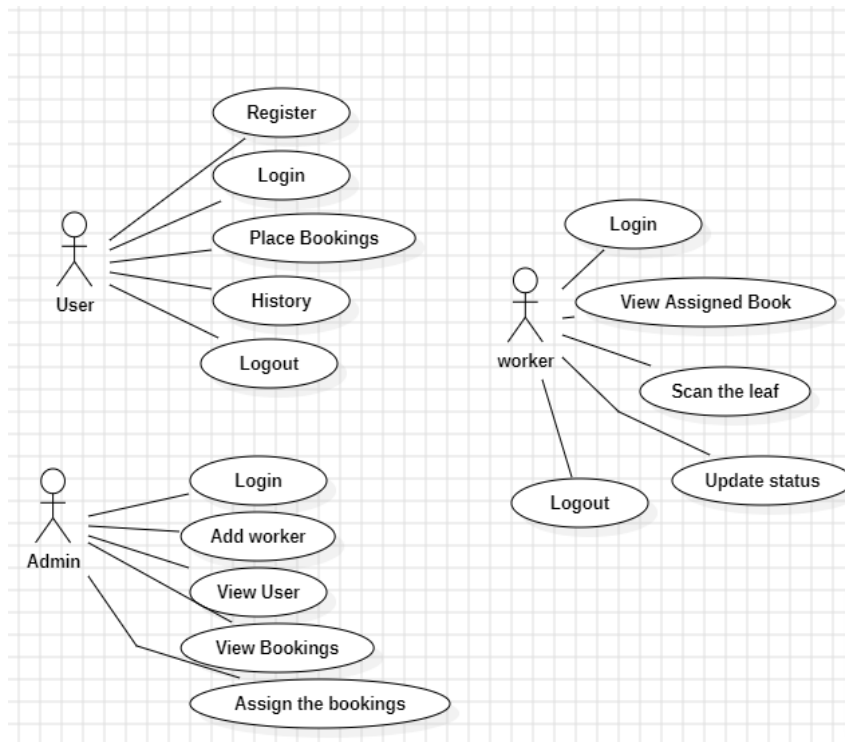 Register
Login
Place Bookings
History
Logout
User
Login
View Assigned Book
Scan the leaf
Update status
Logout
worker
Login
Add worker
View User
View Bookings
Assign the bookings
Admin